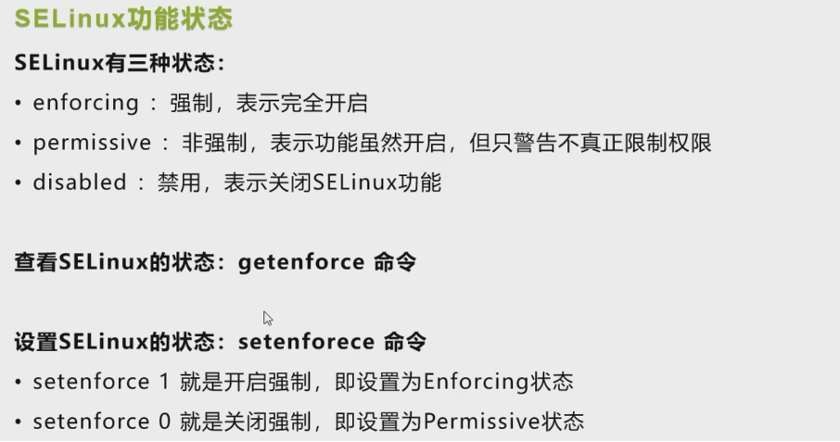 SELinux功能状态
SELinux有三种状态：
• enforcing ：强制，表示完全开启
• permissive ：非强制，表示功能虽然开启，但只警告不真正限制权限
• disabled ：禁用，表示关闭SELinux功能
查看SELinux的状态：getenforce 命令
设置SELinux的状态：setenforece 命令
• setenforce 1 就是开启强制，即设置为Enforcing状态
• setenforce 0 就是关闭强制，即设置为Permissive状态